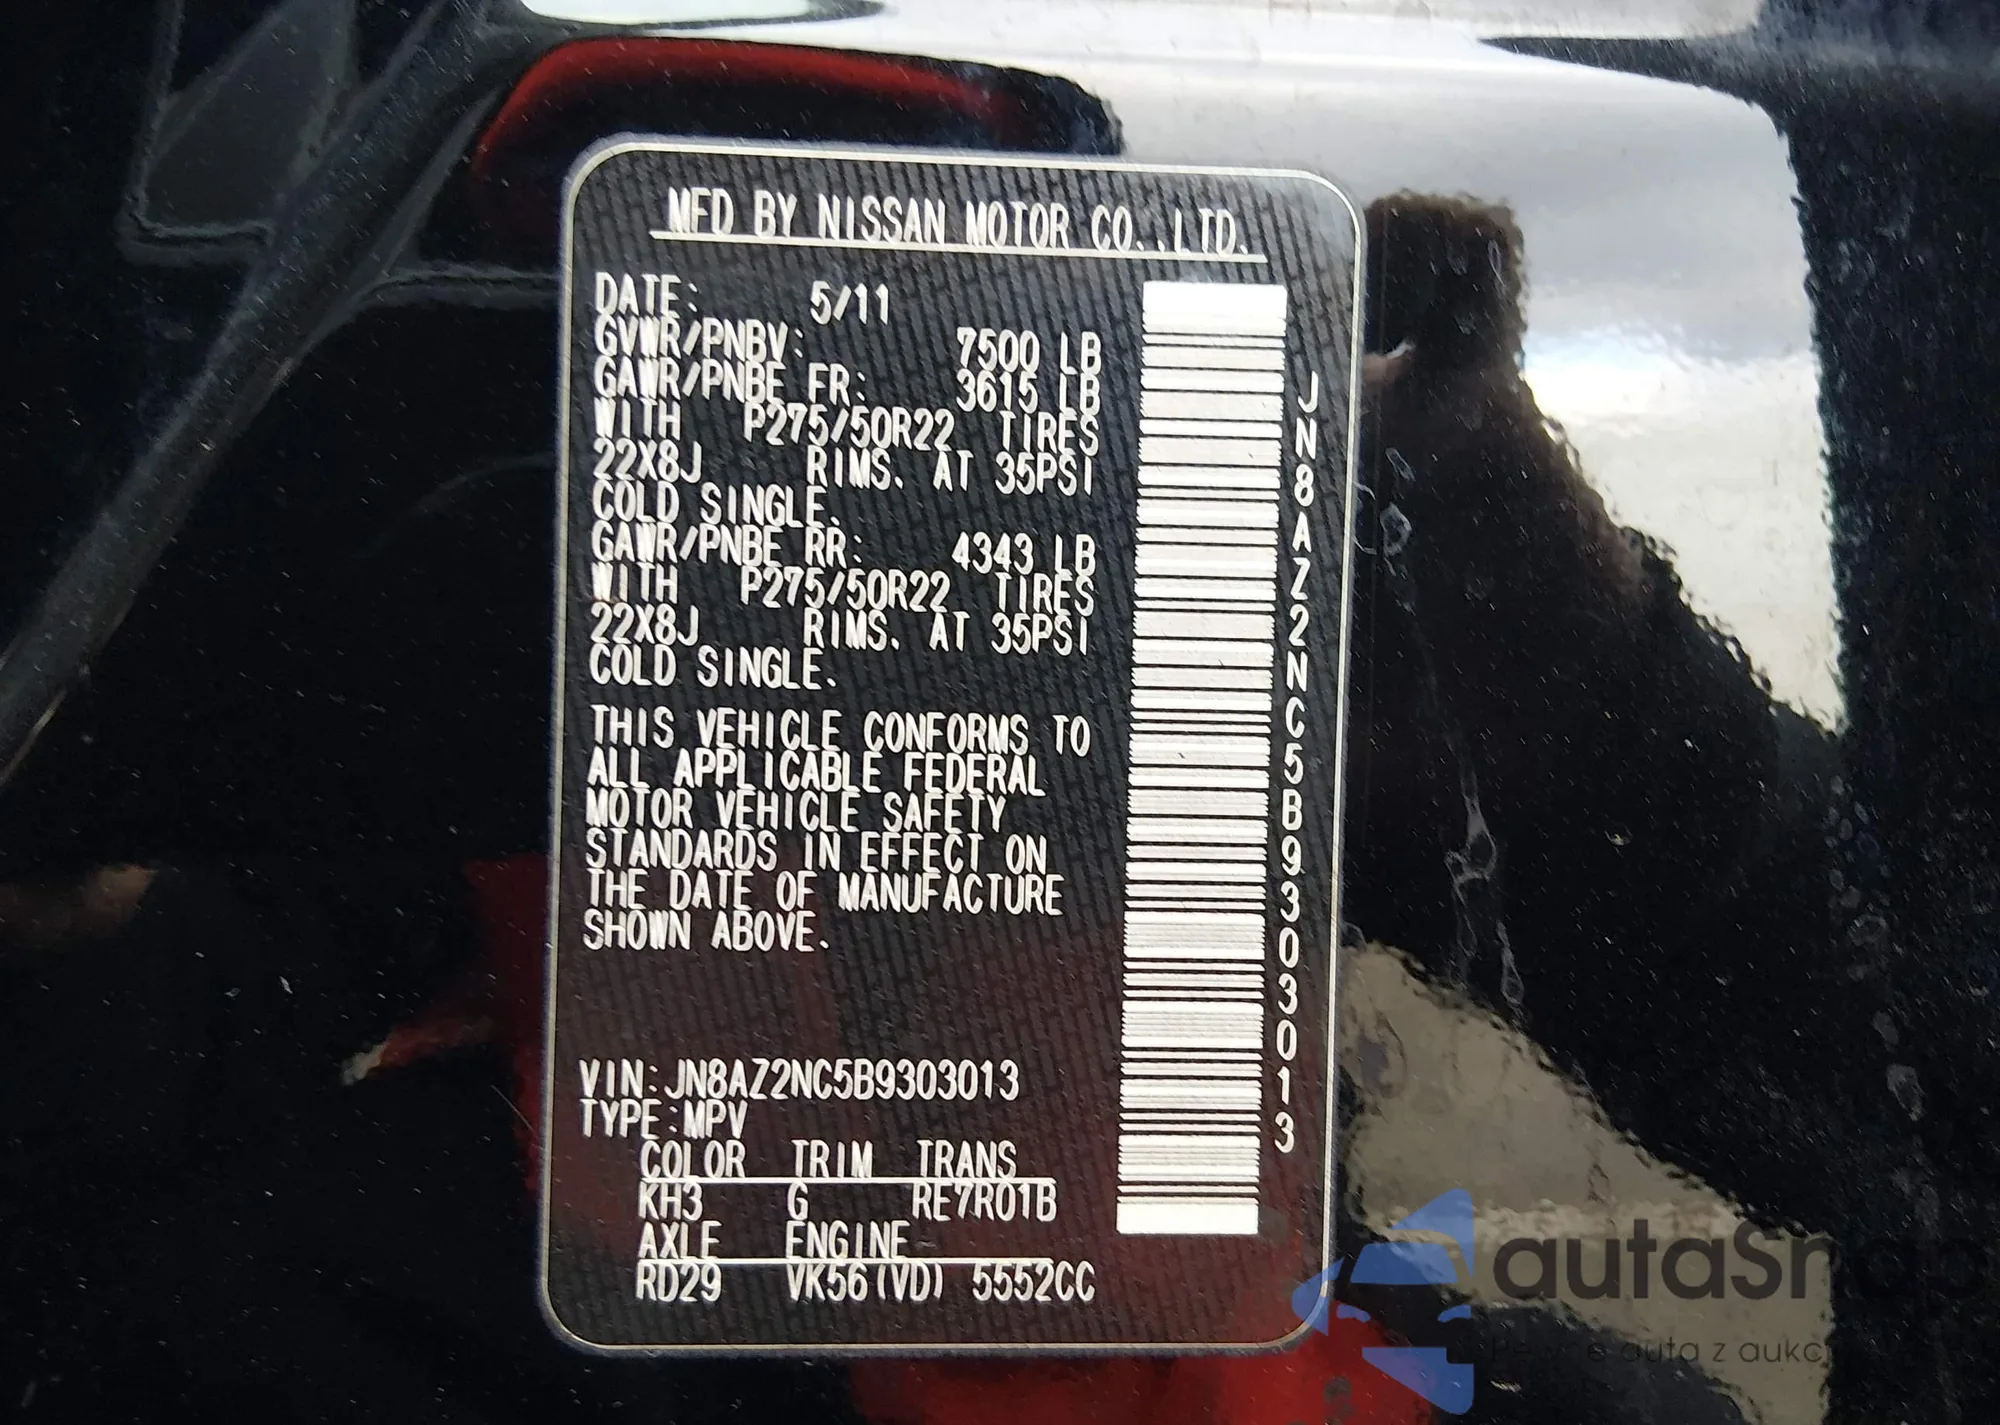 MFD BY NISSAN MOTOR CO.,LTD.
DATE: 5/11
GVWR/PNBV: 7500 LB
GAWR/PNBE FR: 3615 LB
WITH P275/50R22 TIRES
22X8J RIMS. AT 35PSI
COLD SINGLE.
GAWR/PNBE RR: 4343 LB
WITH P275/50R22 TIRES
22X8J RIMS. AT 35PSI
COLD SINGLE.
THIS VEHICLE CONFORMS TO
ALL APPLICABLE FEDERAL
MOTOR VEHICLE SAFETY
STANDARDS IN EFFECT ON
THE DATE OF MANUFACTURE
SHOWN ABOVE.
VIN:JN8AZ2NC5B9303013
TYPE:MPV
COLOR TRIM TRANS
KH3 G RE7R01B
AXLE ENGINE
RD29 VK56(VD) 5552CC
JN8AZ2NC5B9303013
autaSnap
auta z